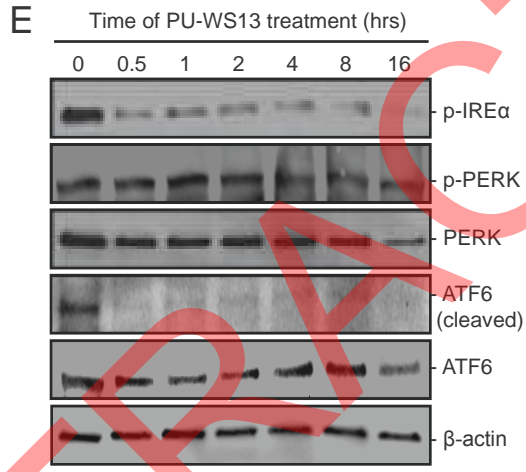 E
Time of PU-WS13 treatment (hrs)
0 0.5 1 2 4 8 16
p-IREα
p-PERK
PERK
ATF6
(cleaved)
ATF6
β-actin